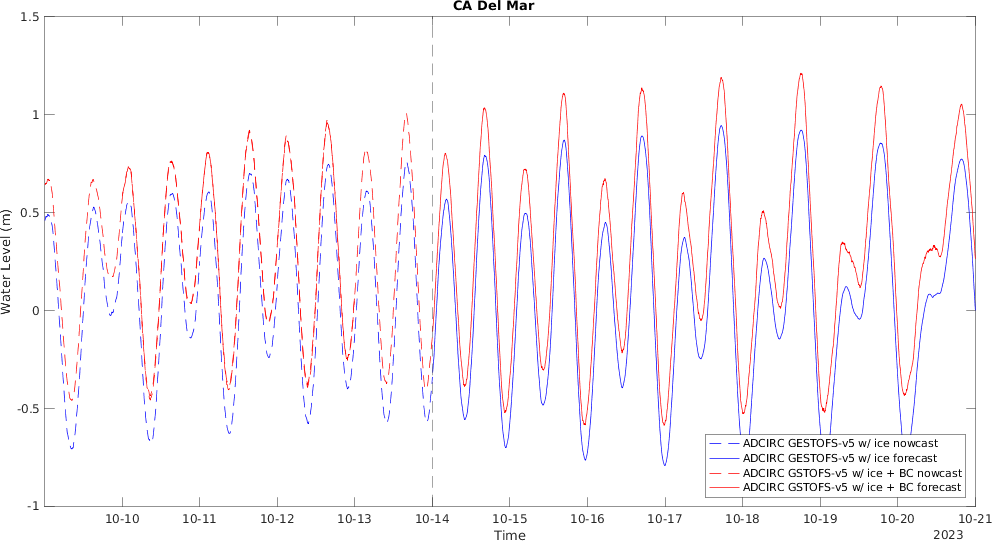 CA Del Mar
1.5
1
0.5
0
-0.5
-1
Water Level (m)
10-10 10-11 10-12 10-13 10-14 10-15 10-16 10-17 10-18 10-19 10-20 10-21
Time
2023
ADCIRC GESTOFS-v5 w/ ice nowcast
ADCIRC GESTOFS-v5 w/ ice forecast
ADCIRC GSTOFS-v5 w/ ice + BC nowcast
ADCIRC GSTOFS-v5 w/ ice + BC forecast